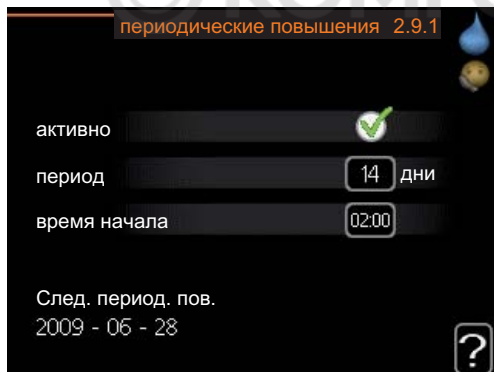 периодические повышения 2.9.1
активно
период 14 дни
время начала 02:00
След. период. пов.
2009 - 06 - 28
?